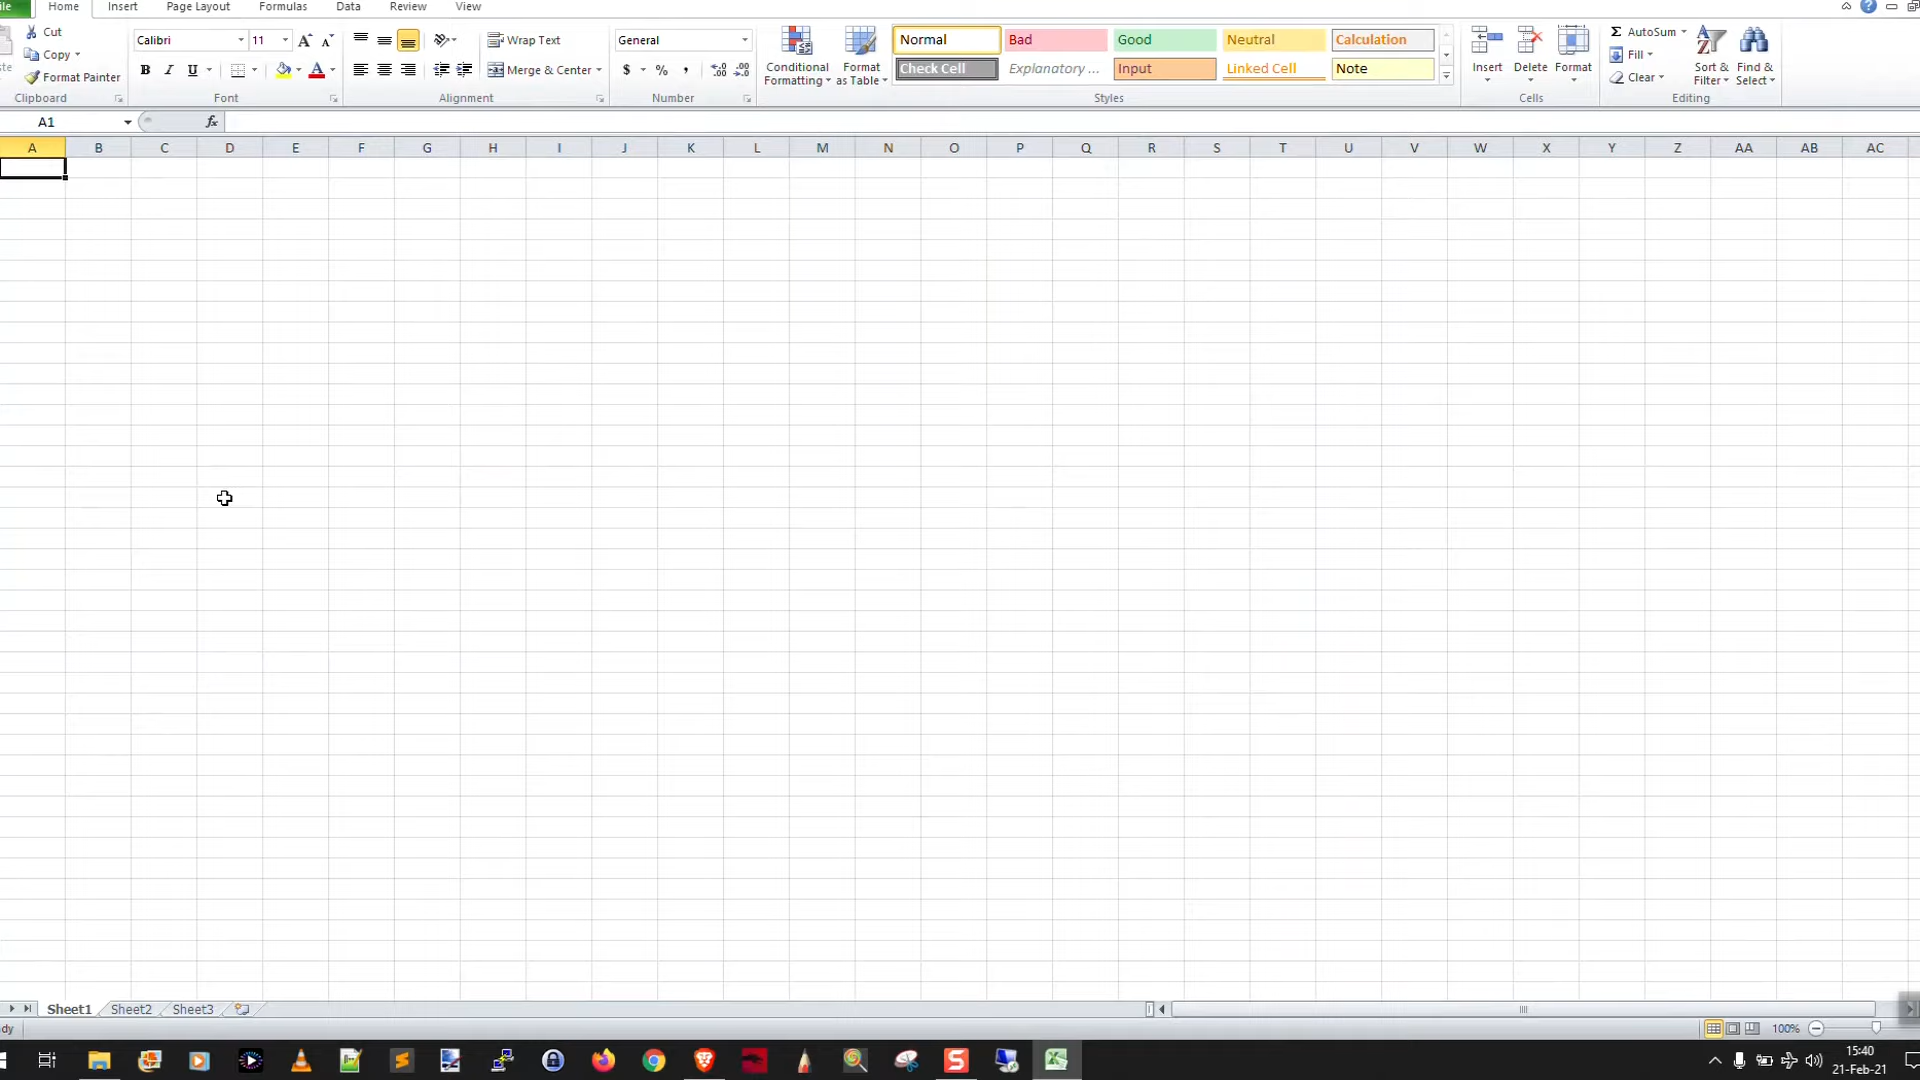 ile Home Insert Page Layout Formulas Data Review View
Cut
Copy
Format Painter
Clipboard
Calibri 11
B I U A
Font
Wrap Text
Merge & Center
Alignment
General
$ % ,
Number
Conditional Formatting
Format as Table
Normal Bad Good Neutral Calculation
Check Cell Explanatory ... Input Linked Cell Note
Styles
Insert Delete Format
Cells
Σ AutoSum
Fill
Clear
Sort & Filter
Find & Select
Editing
A1 fx
A B C D E F G H I J K L M N O P Q R S T U V W X Y Z AA AB AC
Sheet1 Sheet2 Sheet3
dy 100%
15:40
21-Feb-21